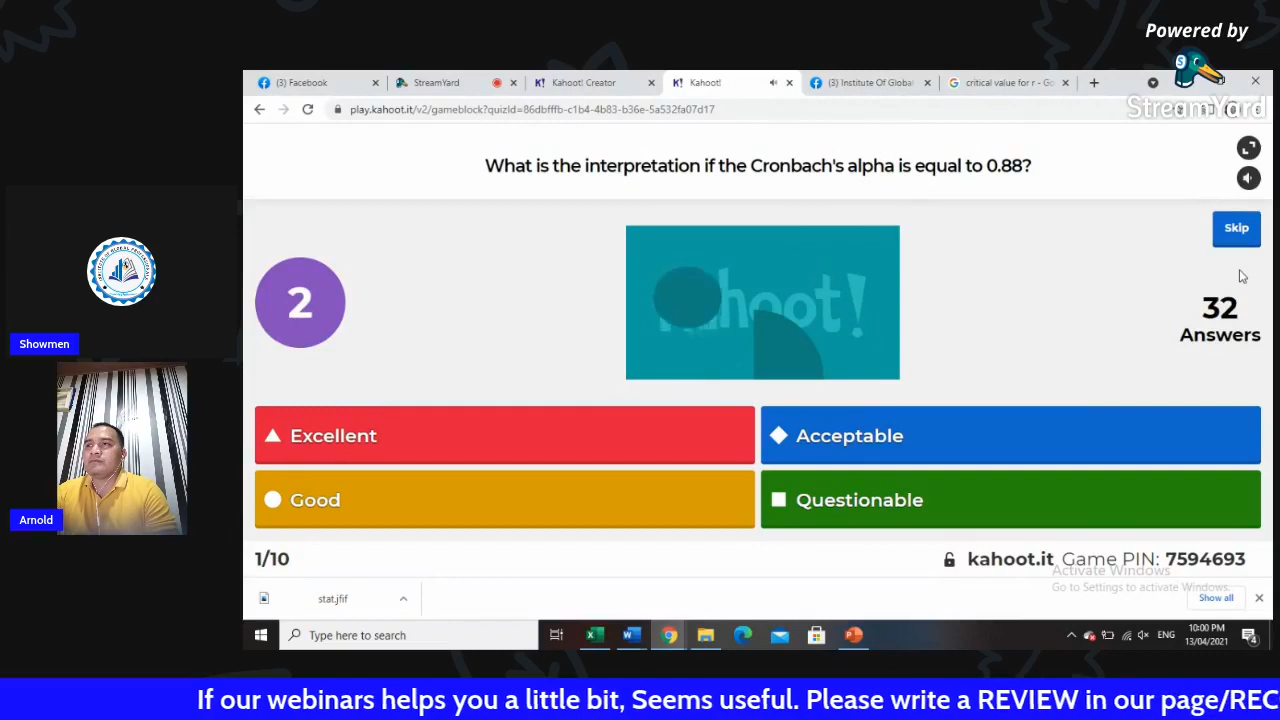 Powered by
StreamYard
(3) Facebook
StreamYard
Kahoot! Creator
Kahoot!
(3) Institute Of Global
critical value for r - Go
play.kahoot.it/v2/gameblock?quizId=86dbfffb-c1b4-4b83-b36e-5a532fa07d17
What is the interpretation if the Cronbach's alpha is equal to 0.88?
Skip
2
Kahoot!
32
Answers
Excellent
Acceptable
Good
Questionable
1/10
kahoot.it Game PIN: 7594693
Activate Windows
Go to Settings to activate Windows.
stat.jfif
Show all
Type here to search
ENG
10:00 PM
13/04/2021
4
Showmen
Arnold
If our webinars helps you a little bit, Seems useful. Please write a REVIEW in our page/REC